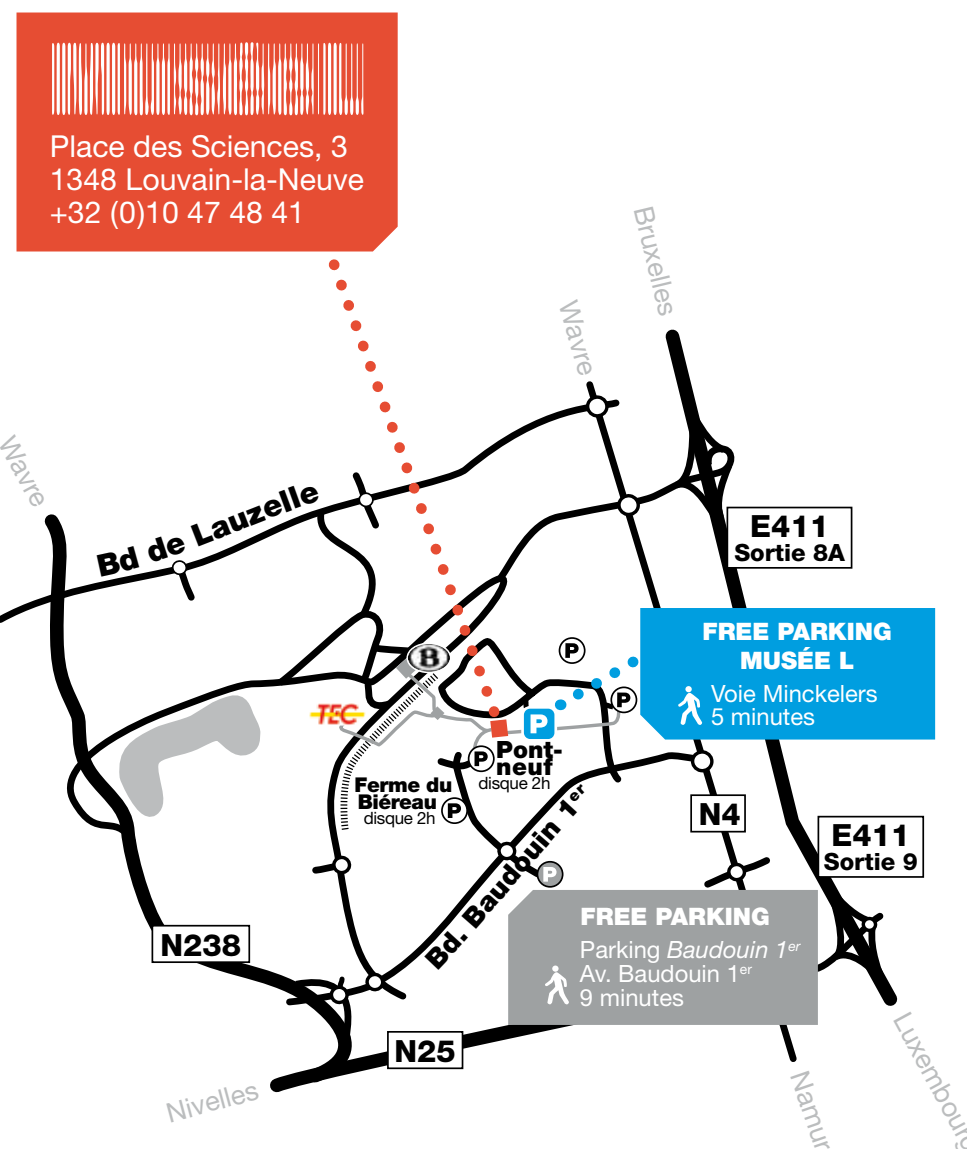 Musée L
Place des Sciences, 3
1348 Louvain-la-Neuve
+32 (0)10 47 48 41
Bruxelles
Wavre
Wavre
Bd de Lauzelle
E411
Sortie 8A
FREE PARKING
MUSÉE L
Voie Minckelers
5 minutes
P
B
P
TEC
P
P
Pont-
neuf
disque 2h
Ferme du
Biéreau
disque 2h
P
N4
E411
Sortie 9
P
Bd. Baudouin 1er
FREE PARKING
Parking Baudouin 1er
Av. Baudouin 1er
9 minutes
N238
N25
Nivelles
Namur
Luxembourg